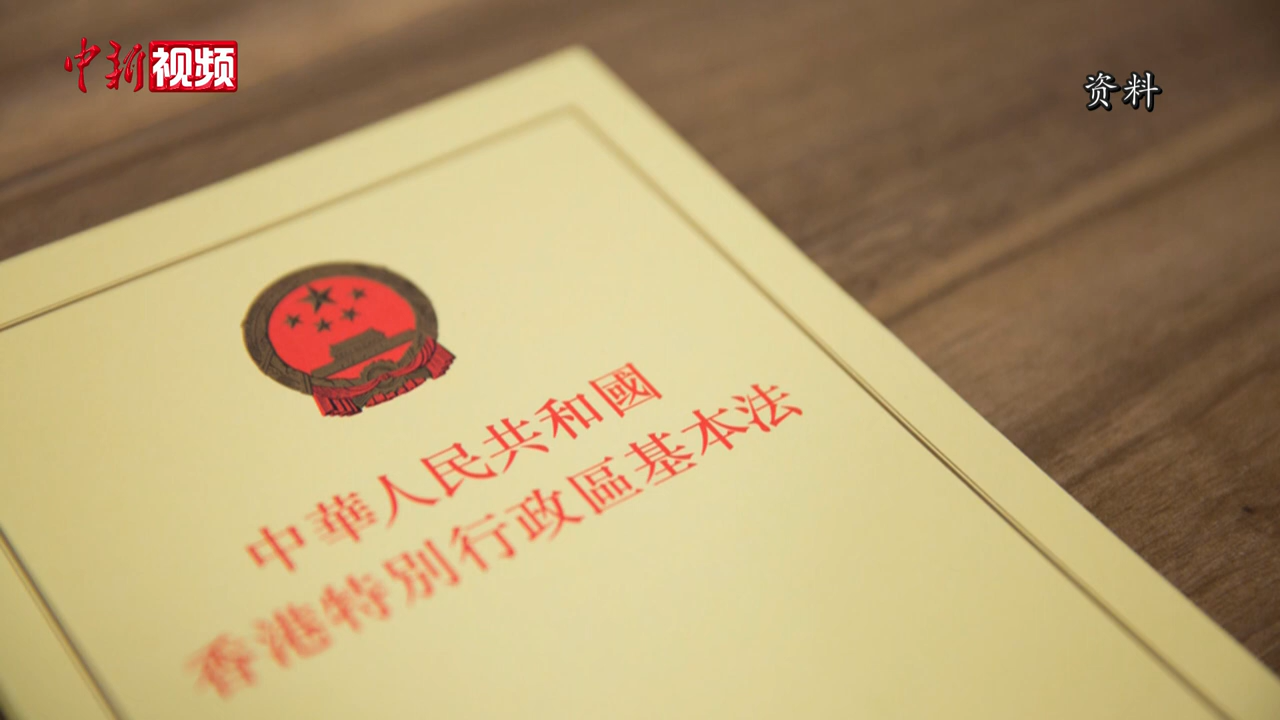 中新视频
资料
中華人民共和國
香港特別行政區基本法